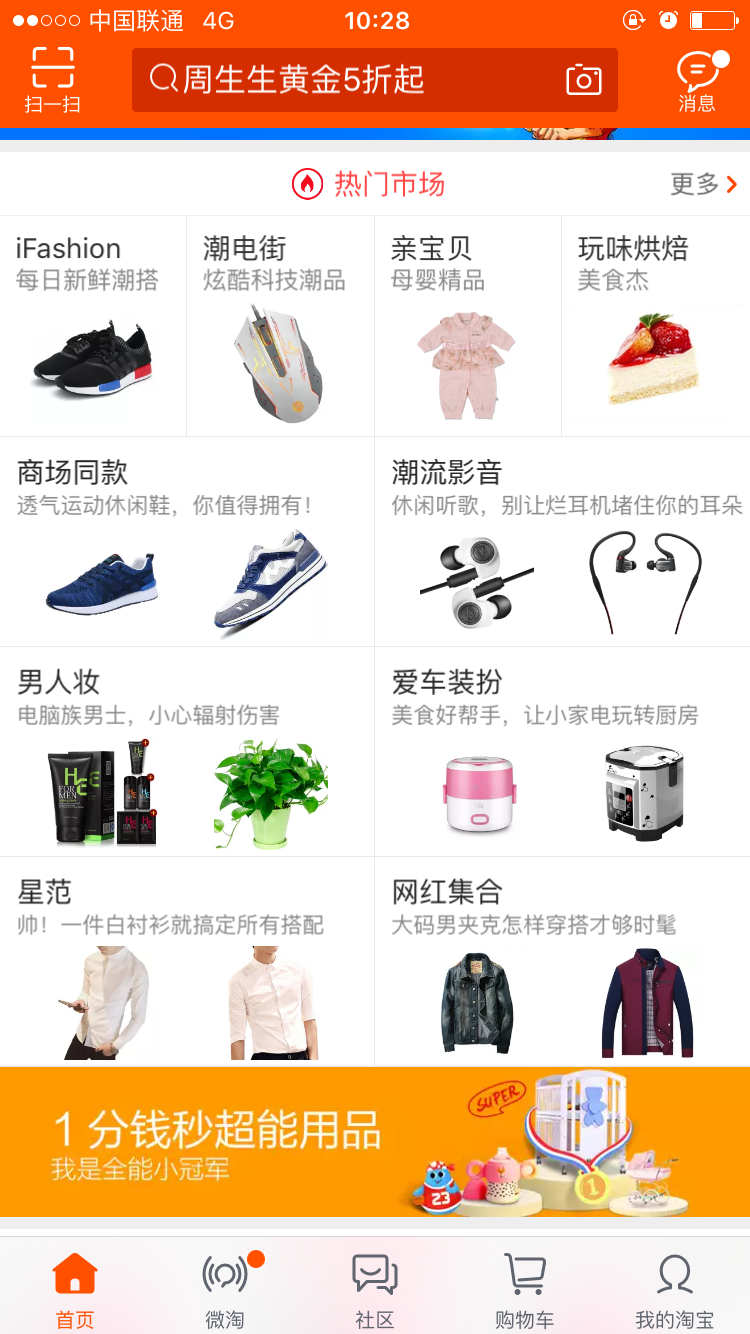 中国联通 4G 10:28
周生生黄金5折起
扫一扫
消息
热门市场
更多
iFashion
每日新鲜潮搭
潮电街
炫酷科技潮品
亲宝贝
母婴精品
玩味烘焙
美食杰
商场同款
透气运动休闲鞋，你值得拥有！
潮流影音
休闲听歌，别让烂耳机堵住你的耳朵
男人妆
电脑族男士，小心辐射伤害
HE
FOR
MEN
爱车装扮
美食好帮手，让小家电玩转厨房
星范
帅！一件白衬衫就搞定所有搭配
网红集合
大码男夹克怎样穿搭才够时髦
1分钱秒超能用品
我是全能小冠军
SUPER
23
1
首页
微淘
社区
购物车
我的淘宝